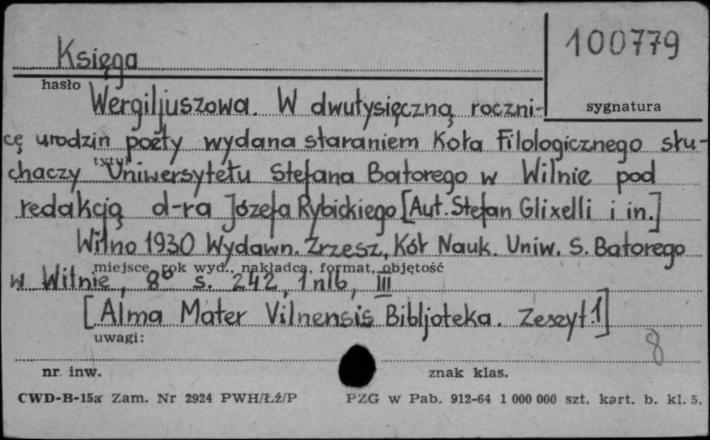 Księga
100779
hasło
sygnatura
Wergiljuszowa. W dwutysięczną roczni-
cę urodzin poety wydana staraniem Koła Filologicznego słu-
tytuł
chaczy Uniwersytetu Stefana Batorego w Wilnie pod
redakcją d-ra Józefa Rybickiego [Aut. Stefan Glixelli i in.]
Wilno 1930 Wydawn. Zrzesz. Kół Nauk. Uniw. S. Batorego
miejsce, rok wyd., nakładca, format, objętość
w Wilnie, 8° s. 242, 1 nlb, III
[Alma Mater Vilnensis Bibljoteka. Zeszyt 1]
uwagi:
8
nr inw.
znak klas.
CWD-B-15a Zam. Nr 2924 PWH/Łź/P PZG w Pab. 912-64 1 000 000 szt. kart. b. kl. 5.